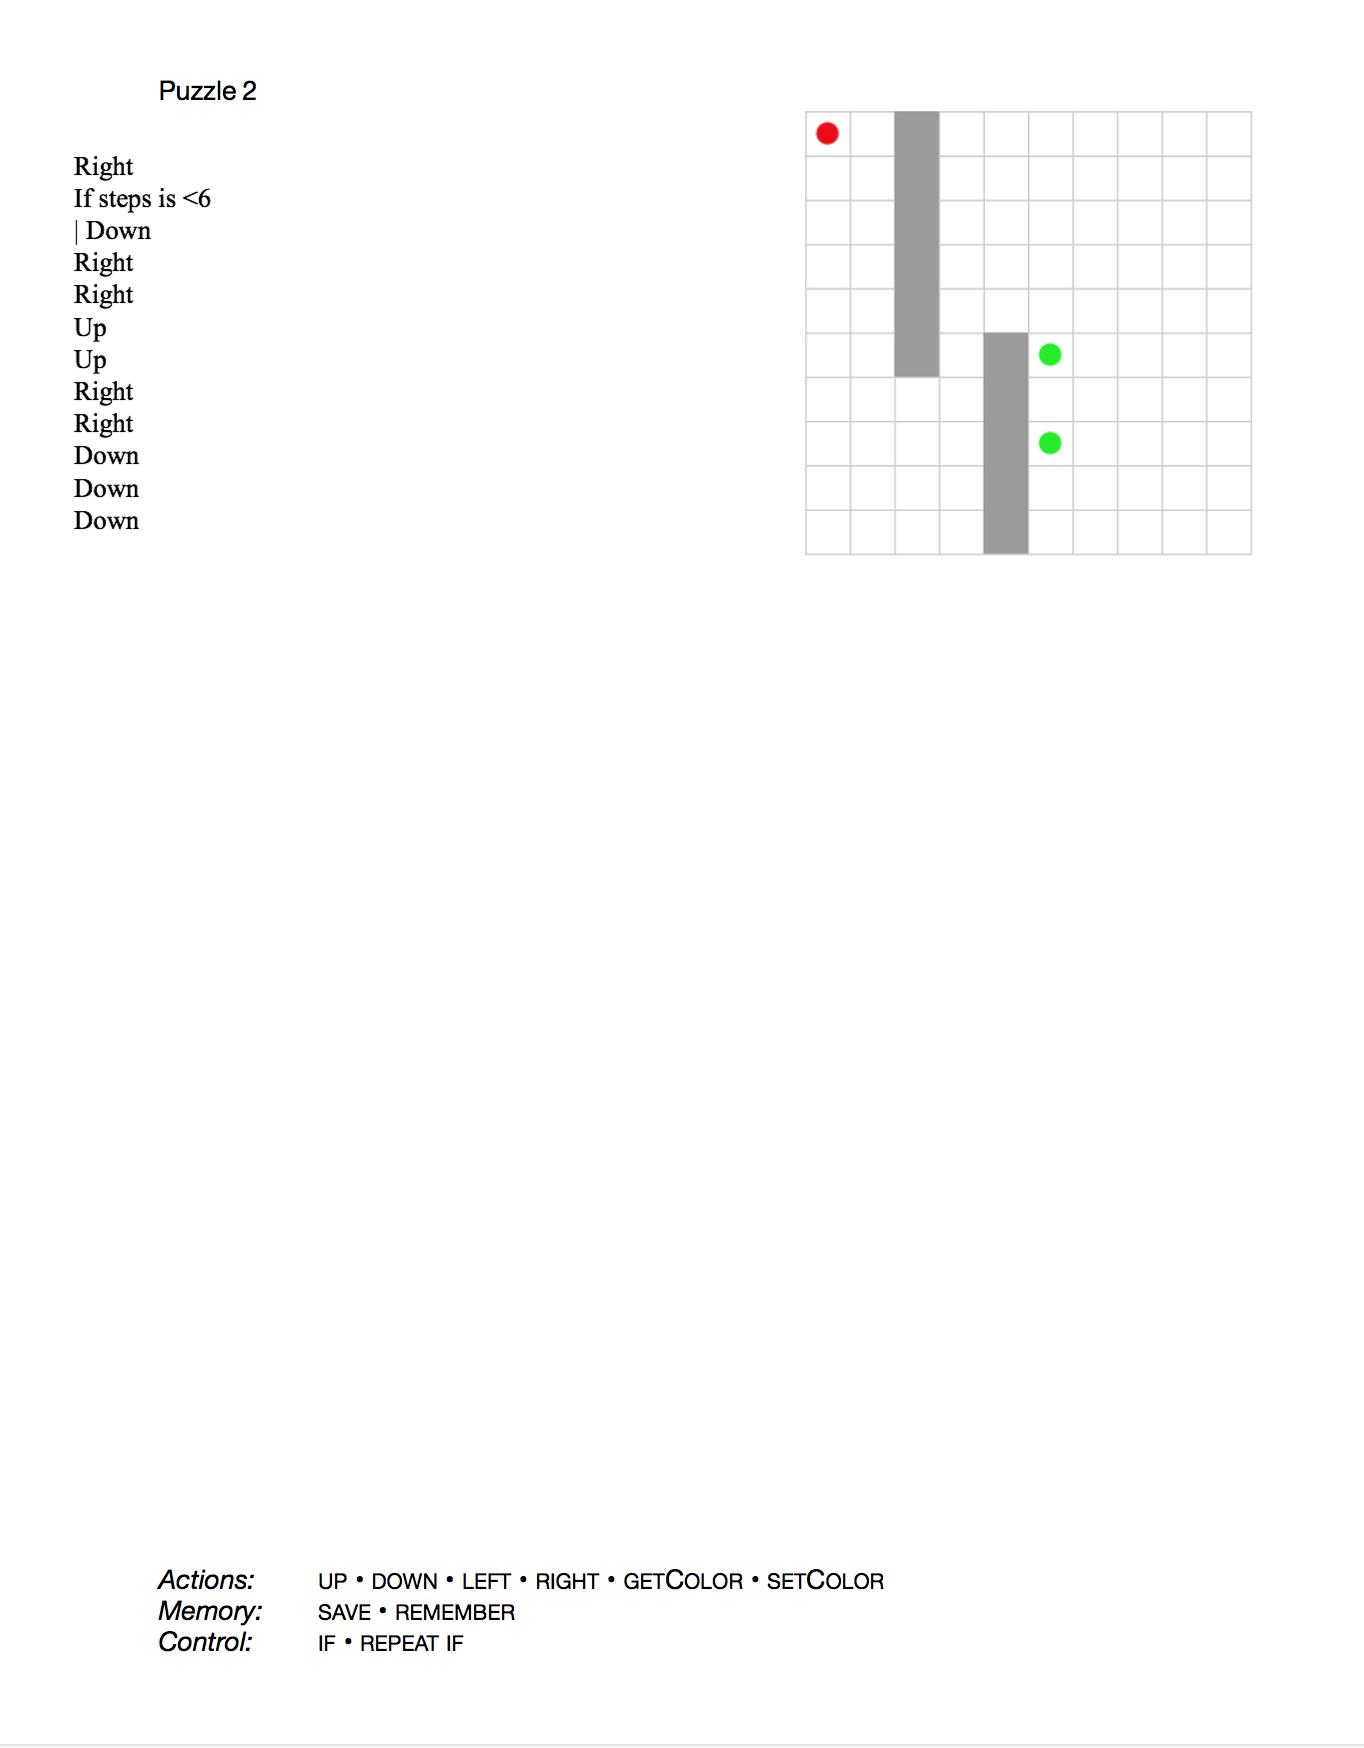 Puzzle 2
Right
If steps is <6
| Down
Right
Right
Up
Up
Right
Right
Down
Down
Down
Actions: UP • DOWN • LEFT • RIGHT • GETCOLOR • SETCOLOR
Memory: SAVE • REMEMBER
Control: IF • REPEAT IF